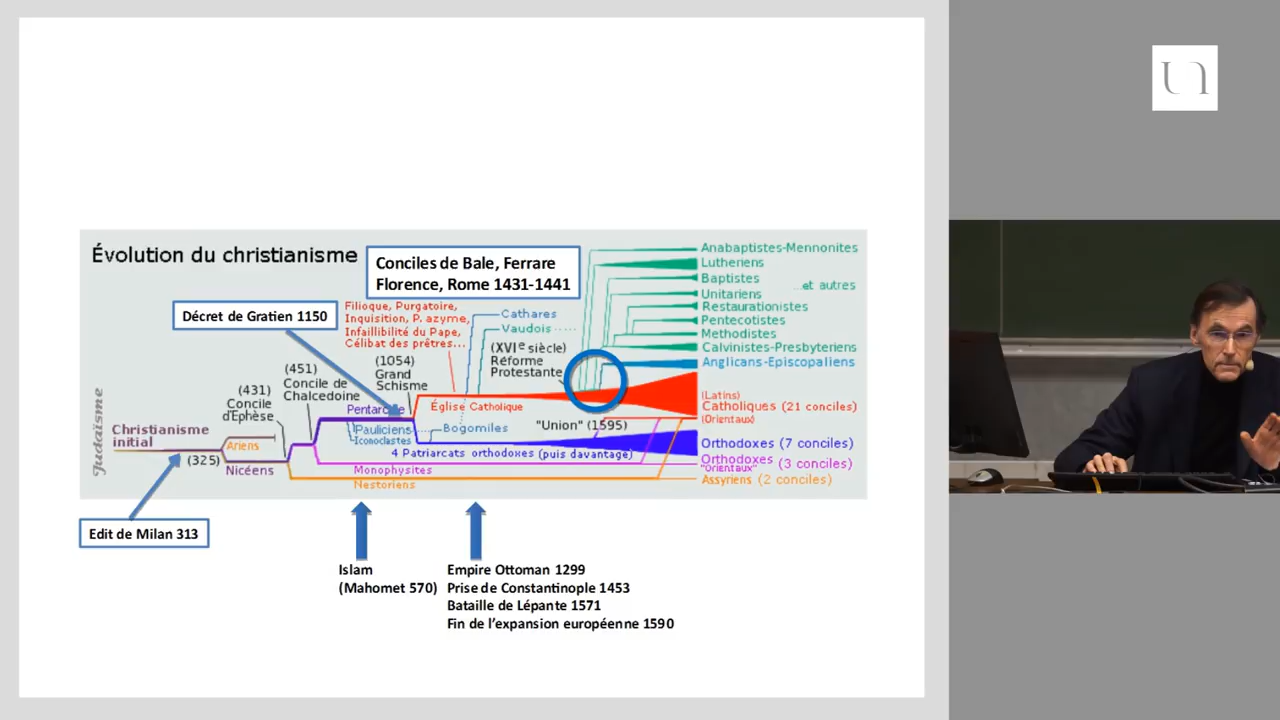 Évolution du christianisme
Conciles de Bale, Ferrare
Florence, Rome 1431-1441
Décret de Gratien 1150
Filioque, Purgatoire,
Inquisition, P. azyme,
Infaillibilité du Pape,
Célibat des prêtres...
Cathares
Vaudois
(XVIe siècle)
Réforme
Protestante
(1054)
Grand
Schisme
(451)
Concile de
Chalcedoine
(431)
Concile
d'Ephèse
Judaïsme
Christianisme
initial
(325)
Ariens
Nicéens
Pentarchie
Pauliciens
Iconoclastes
Église Catholique
Bogomiles
"Union" (1595)
4 Patriarcats orthodoxes (puis davantage)
Monophysites
Nestoriens
Anabaptistes-Mennonites
Lutheriens
Baptistes
...et autres
Unitariens
Restaurationistes
Pentecotistes
Methodistes
Calvinistes-Presbyteriens
Anglicans-Episcopaliens
(Latins)
Catholiques (21 conciles)
(Orientaux)
Orthodoxes (7 conciles)
Orthodoxes (3 conciles)
"Orientaux"
Assyriens (2 conciles)
Edit de Milan 313
Islam
(Mahomet 570)
Empire Ottoman 1299
Prise de Constantinople 1453
Bataille de Lépante 1571
Fin de l'expansion européenne 1590
un